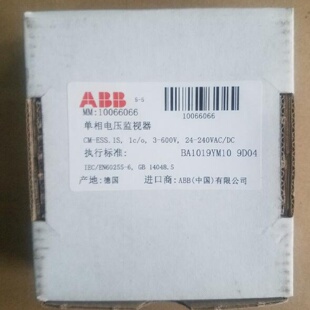 ABB 6-6
MM:10066066
10066066
单相电压监视器
CM-ESS.1S, 1c/o, 3-600V, 24-240VAC/DC
执行标准: BA1019YM10 9D04
IEC/EN60255-6, GB 14048.5
产地:德国 进口商:ABB(中国)有限公司